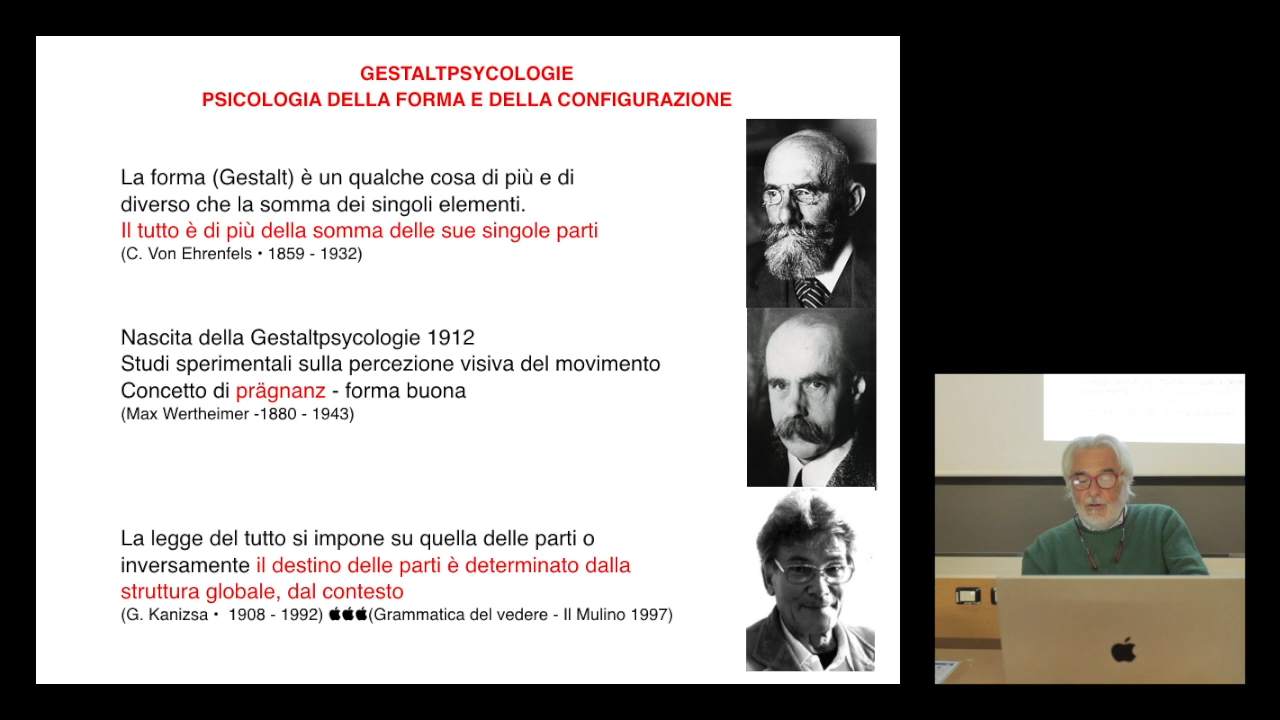 GESTALTPSYCOLOGIE
PSICOLOGIA DELLA FORMA E DELLA CONFIGURAZIONE
La forma (Gestalt) è un qualche cosa di più e di
diverso che la somma dei singoli elementi.
Il tutto è di più della somma delle sue singole parti
(C. Von Ehrenfels • 1859 - 1932)
Nascita della Gestaltpsycologie 1912
Studi sperimentali sulla percezione visiva del movimento
Concetto di prägnanz - forma buona
(Max Wertheimer -1880 - 1943)
La legge del tutto si impone su quella delle parti o
inversamente il destino delle parti è determinato dalla
struttura globale, dal contesto
(G. Kanizsa • 1908 - 1992) (Grammatica del vedere - Il Mulino 1997)